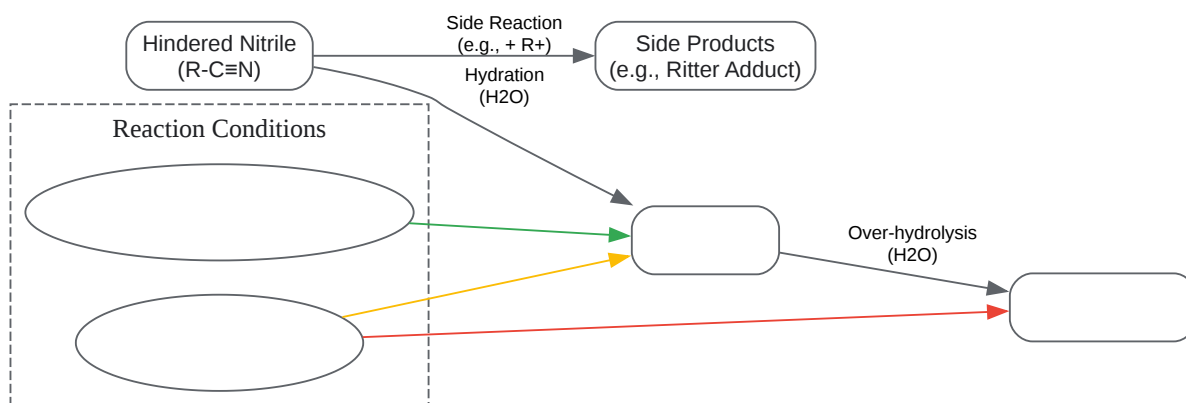 Hindered Nitrile
(R-C≡N)
Side Reaction
(e.g., + R+)
Side Products
(e.g., Ritter Adduct)
Hydration
(H2O)
Reaction Conditions
Over-hydrolysis
(H2O)